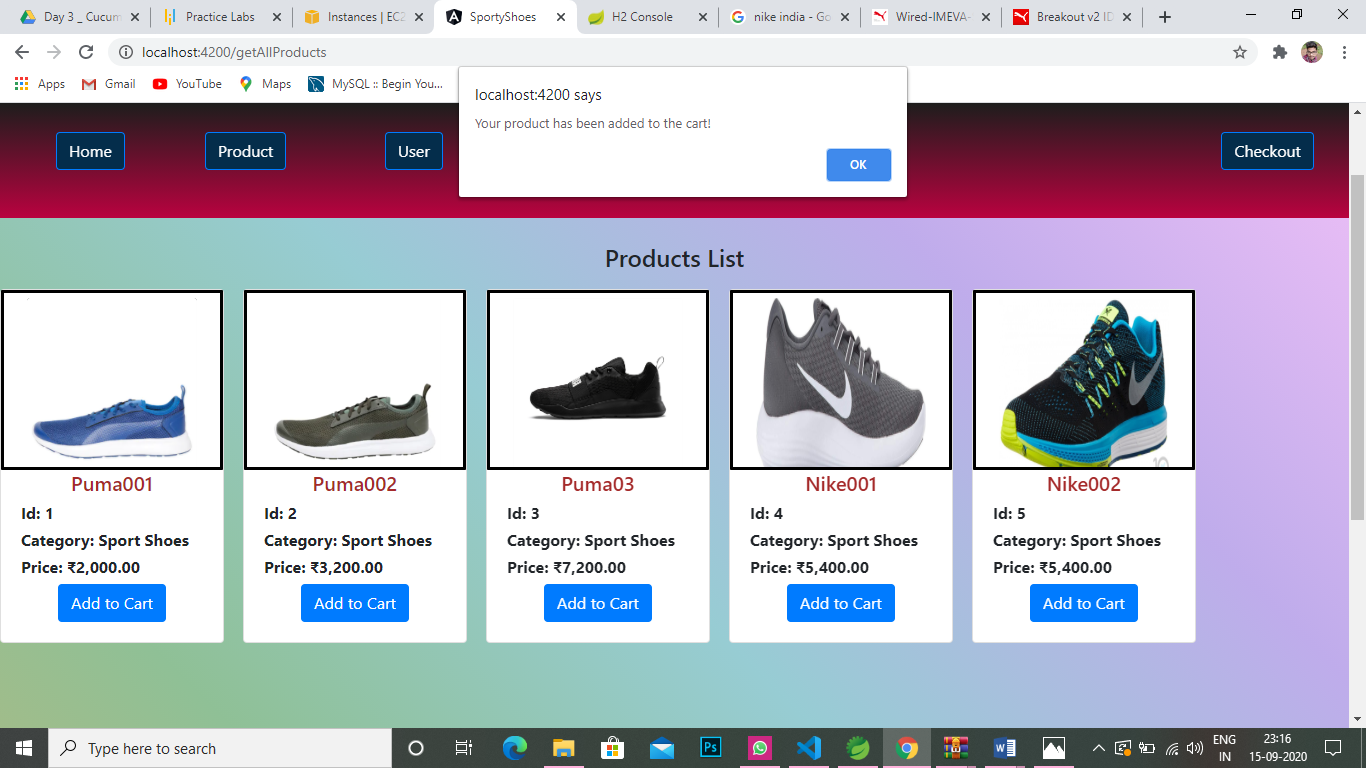 Day 3 _ Cucum
Practice Labs
Instances | EC2
SportyShoes
H2 Console
nike india - Go
Wired-IMEVA-
Breakout v2 ID
localhost:4200/getAllProducts
Apps
Gmail
YouTube
Maps
MySQL :: Begin You...
localhost:4200 says
Your product has been added to the cart!
OK
Home
Product
User
Checkout
Products List
Puma001
Id: 1
Category: Sport Shoes
Price: ₹2,000.00
Add to Cart
Puma002
Id: 2
Category: Sport Shoes
Price: ₹3,200.00
Add to Cart
Puma03
Id: 3
Category: Sport Shoes
Price: ₹7,200.00
Add to Cart
Nike001
Id: 4
Category: Sport Shoes
Price: ₹5,400.00
Add to Cart
Nike002
Id: 5
Category: Sport Shoes
Price: ₹5,400.00
Add to Cart
Type here to search
Ps
ENG
IN
23:16
15-09-2020